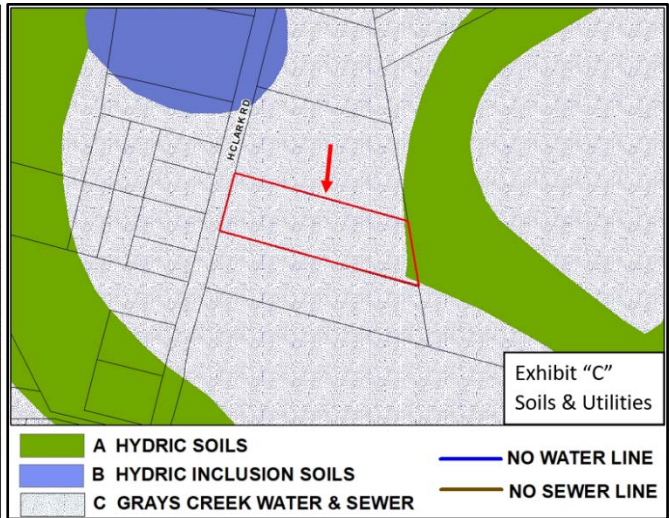 H CLARK RD
Exhibit “C”
Soils & Utilities
A HYDRIC SOILS
B HYDRIC INCLUSION SOILS
C GRAYS CREEK WATER & SEWER
NO WATER LINE
NO SEWER LINE